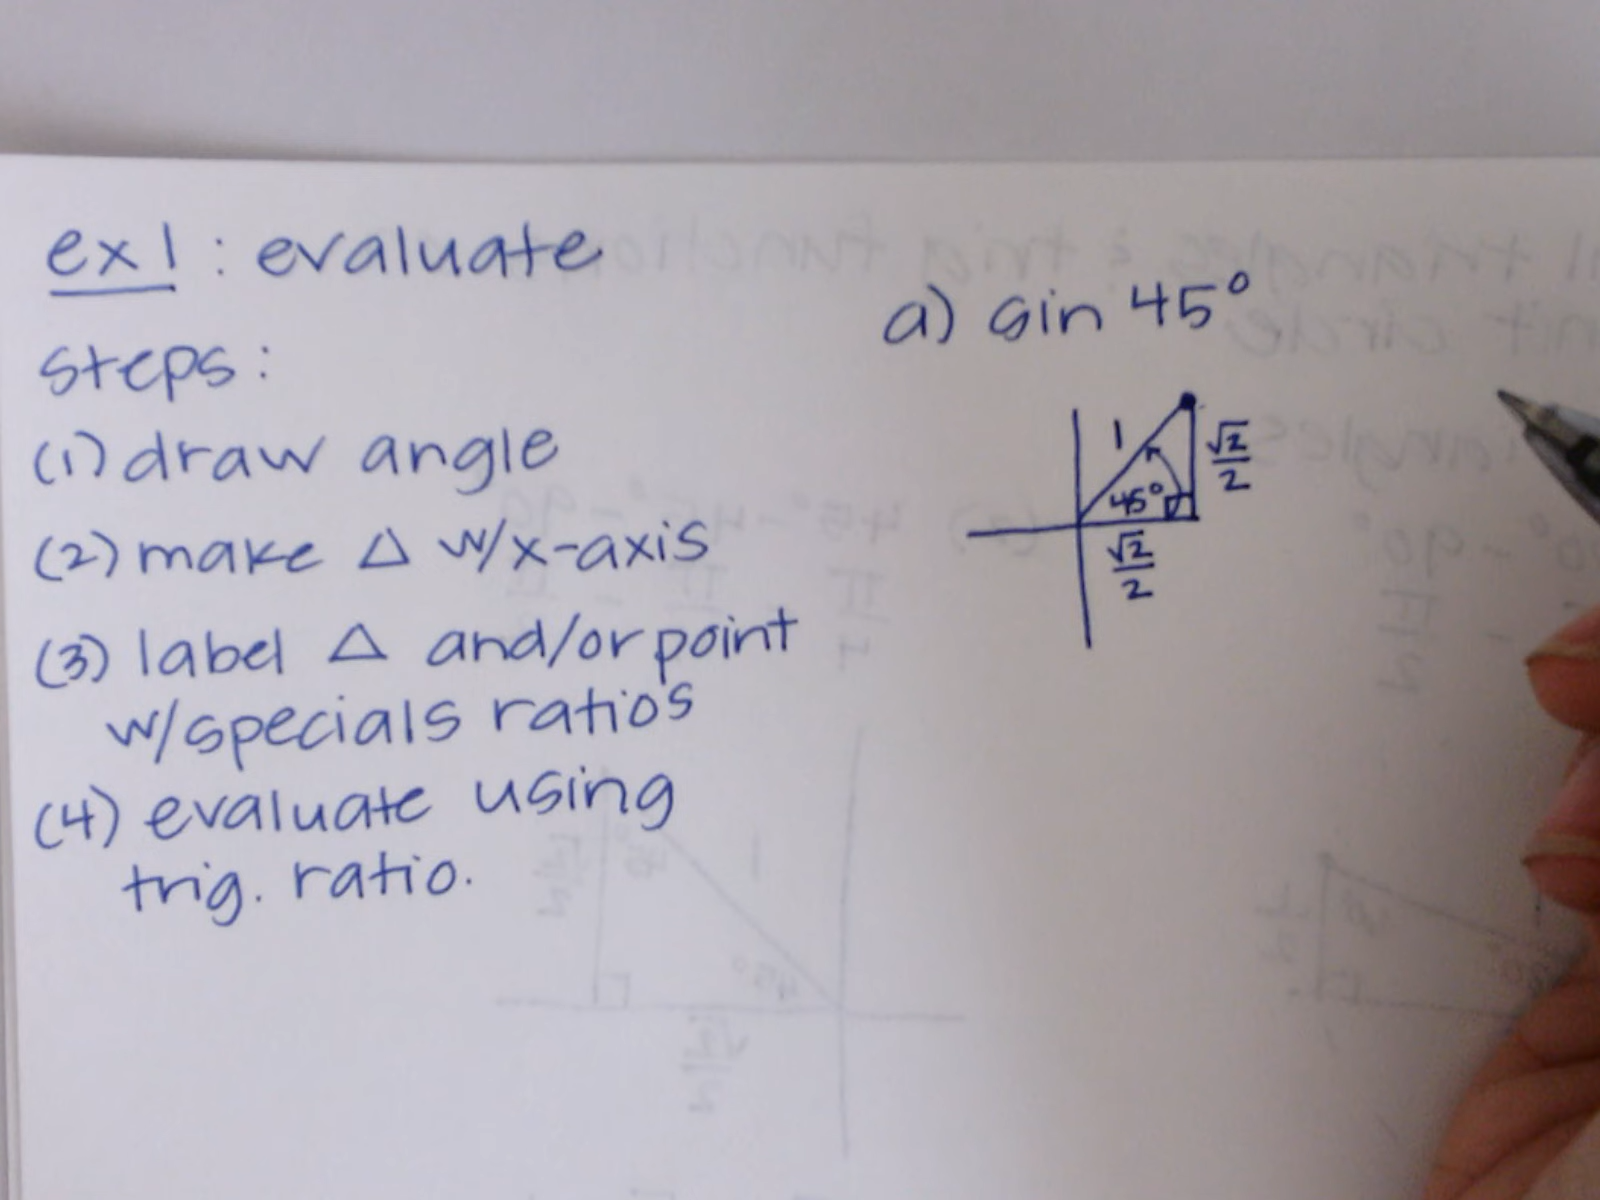 ex1: evaluate
steps:
(1) draw angle
(2) make △ w/x-axis
(3) label △ and/or point
w/specials ratios
(4) evaluate using
trig. ratio.
a) sin 45°
1
√2/2
45°
√2/2